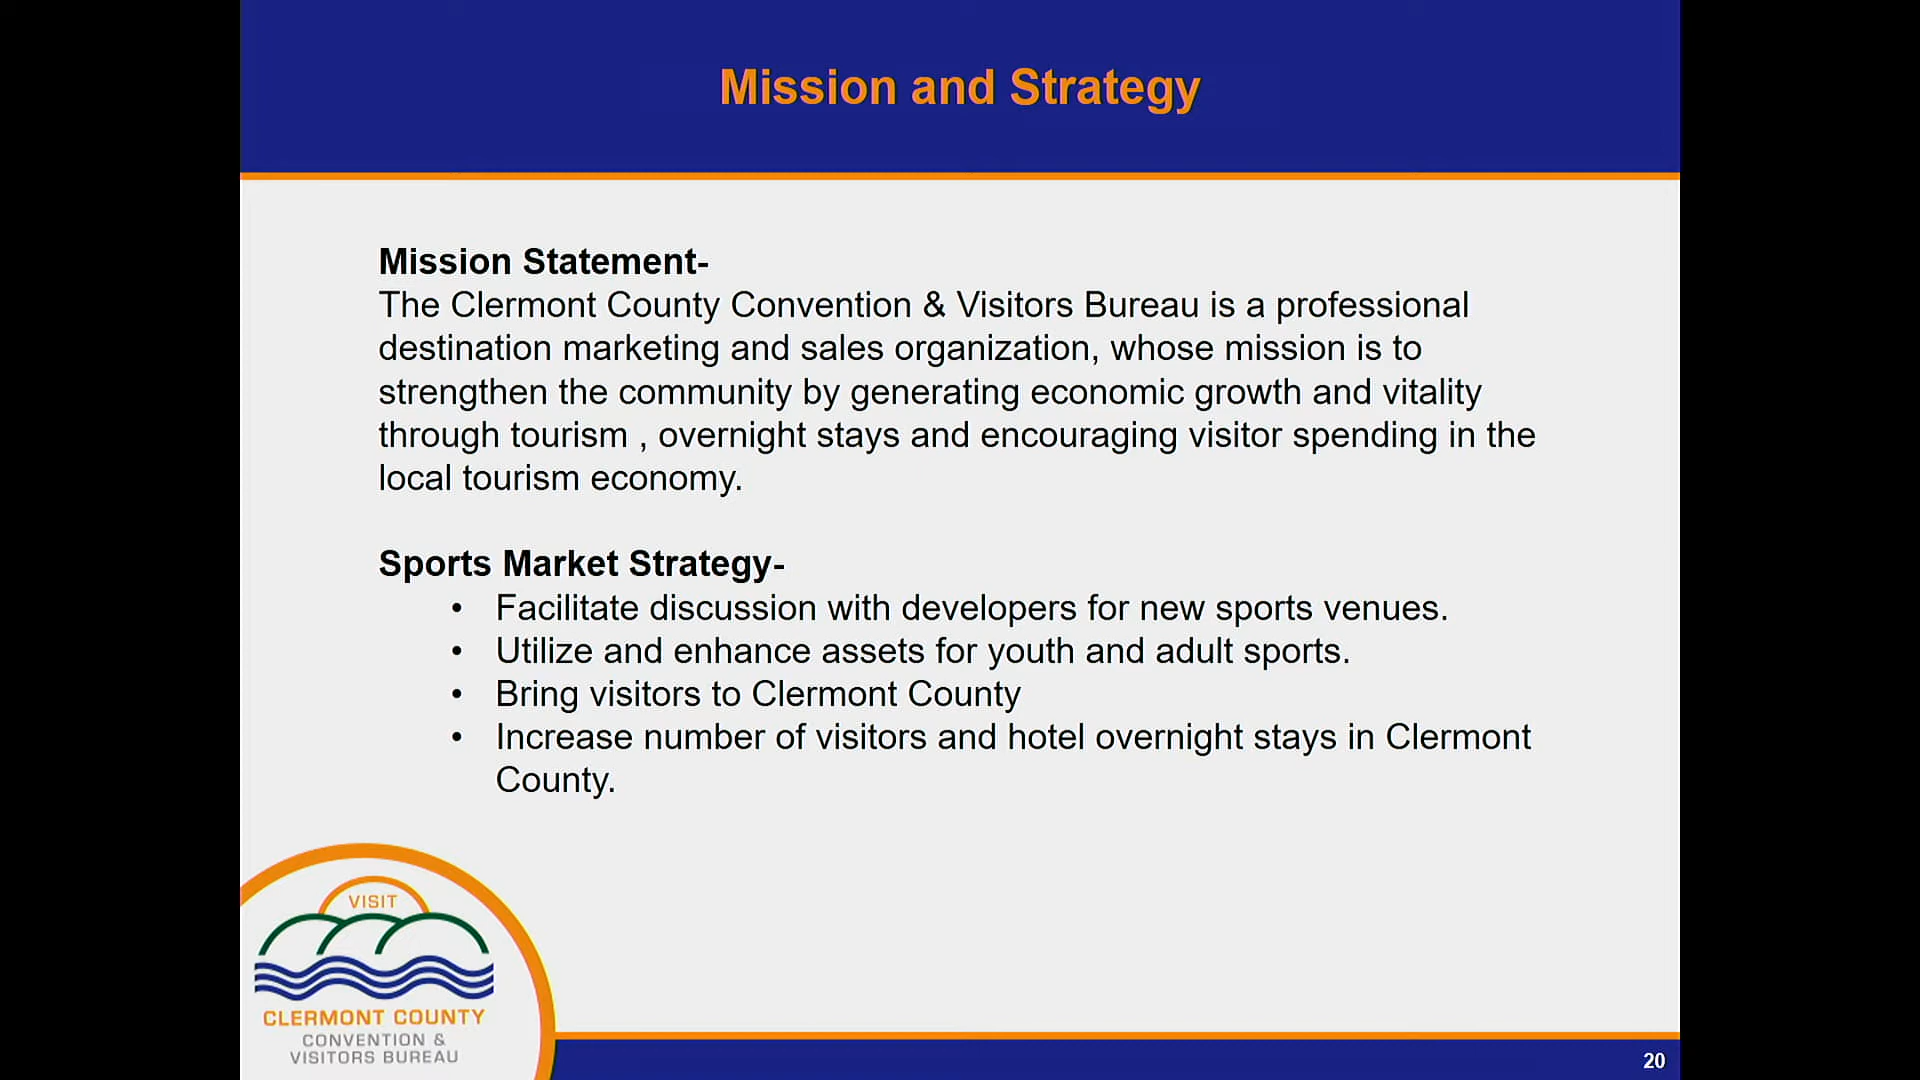 Mission and Strategy
Mission Statement-
The Clermont County Convention & Visitors Bureau is a professional
destination marketing and sales organization, whose mission is to
strengthen the community by generating economic growth and vitality
through tourism , overnight stays and encouraging visitor spending in the
local tourism economy.
Sports Market Strategy-
• Facilitate discussion with developers for new sports venues.
• Utilize and enhance assets for youth and adult sports.
• Bring visitors to Clermont County
• Increase number of visitors and hotel overnight stays in Clermont
County.
VISIT
CLERMONT COUNTY
CONVENTION &
VISITORS BUREAU
20